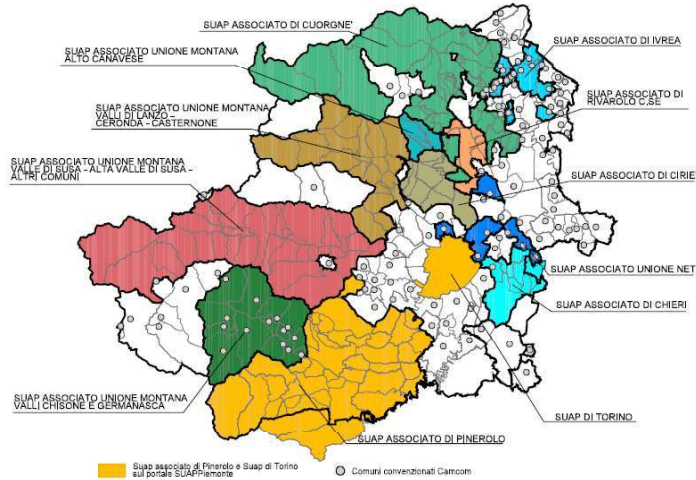 SUAP ASSOCIATO DI CUORGNE'
SUAP ASSOCIATO DI IVREA
SUAP ASSOCIATO UNIONE MONTANA
ALTO CANAVESE
SUAP ASSOCIATO DI
RIVAROLO C.SE
SUAP ASSOCIATO UNIONE MONTANA
VALLI DI LANZO -
CERONDA - CASTERNONE
SUAP ASSOCIATO UNIONE MONTANA
VALLE DI SUSA - ALTA VALLE DI SUSA -
ALTRI COMUNI
SUAP ASSOCIATO DI CIRIE'
SUAP ASSOCIATO UNIONE NET
SUAP ASSOCIATO DI CHIERI
SUAP ASSOCIATO UNIONE MONTANA
VALLI CHISONE E GERMANASCA
SUAP DI TORINO
SUAP ASSOCIATO DI PINEROLO
Suap associato di Pinerolo e Suap di Torino
sul portale SUAPPiemonte
Comuni convenzionati Camcom